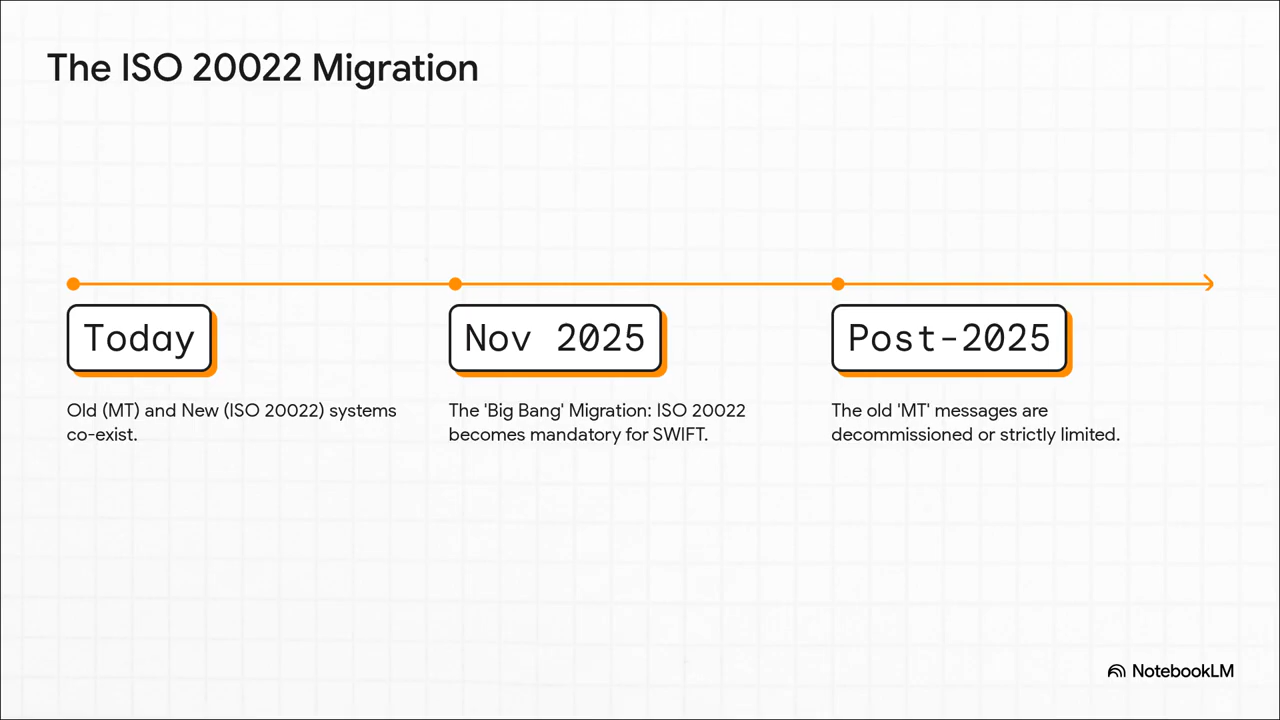 The ISO 20022 Migration
Today
Old (MT) and New (ISO 20022) systems
co-exist.
Nov 2025
The 'Big Bang' Migration: ISO 20022
becomes mandatory for SWIFT.
Post-2025
The old 'MT' messages are
decommissioned or strictly limited.
NotebookLM